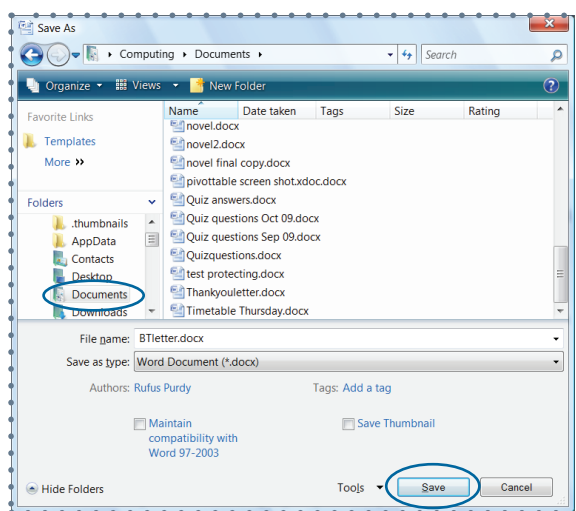 Save As
Computing Documents Search
Organize Views New Folder ?
Favorite Links
Templates
More »
Folders
.thumbnails
AppData
Contacts
Desktop
Documents
Downloads
Name Date taken Tags Size Rating
novel.docx
novel2.docx
novel final copy.docx
pivottable screen shot.xdoc.docx
Quiz answers.docx
Quiz questions Oct 09.docx
Quiz questions Sep 09.docx
Quizquestions.docx
test protecting.docx
Thankyouletter.docx
Timetable Thursday.docx
File name: BTletter.docx
Save as type: Word Document (*.docx)
Authors: Rufus Purdy Tags: Add a tag
Maintain Save Thumbnail
compatibility with
Word 97-2003
Hide Folders Tools Save Cancel